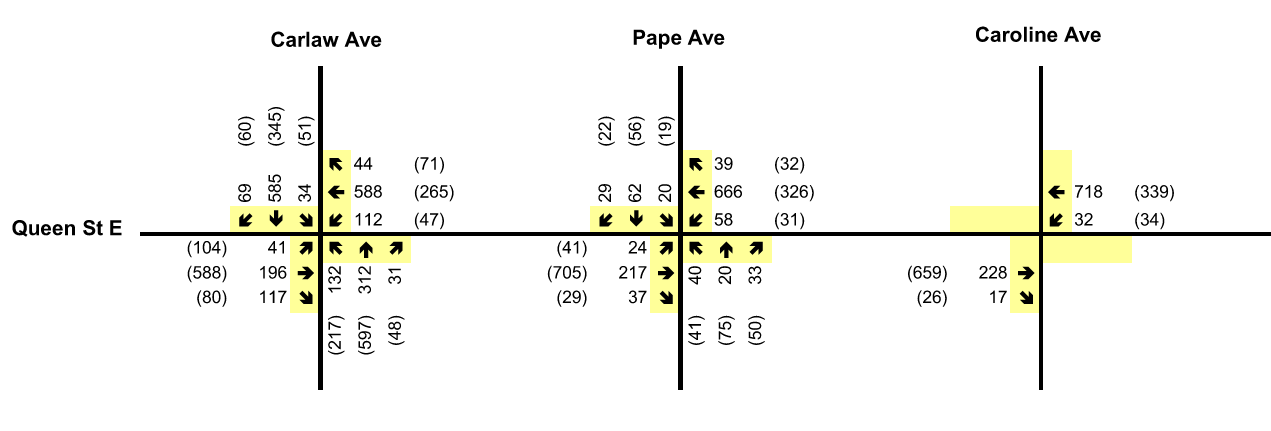 Carlaw Ave
Pape Ave
Caroline Ave
(60) (345) (51)
69 585 34
44 (71)
588 (265)
112 (47)
(22) (56) (19)
29 62 20
39 (32)
666 (326)
58 (31)
718 (339)
32 (34)
Queen St E
(104) 41
(588) 196
(80) 117
132 312 31
(217) (597) (48)
(41) 24
(705) 217
(29) 37
40 20 33
(41) (75) (50)
(659) 228
(26) 17